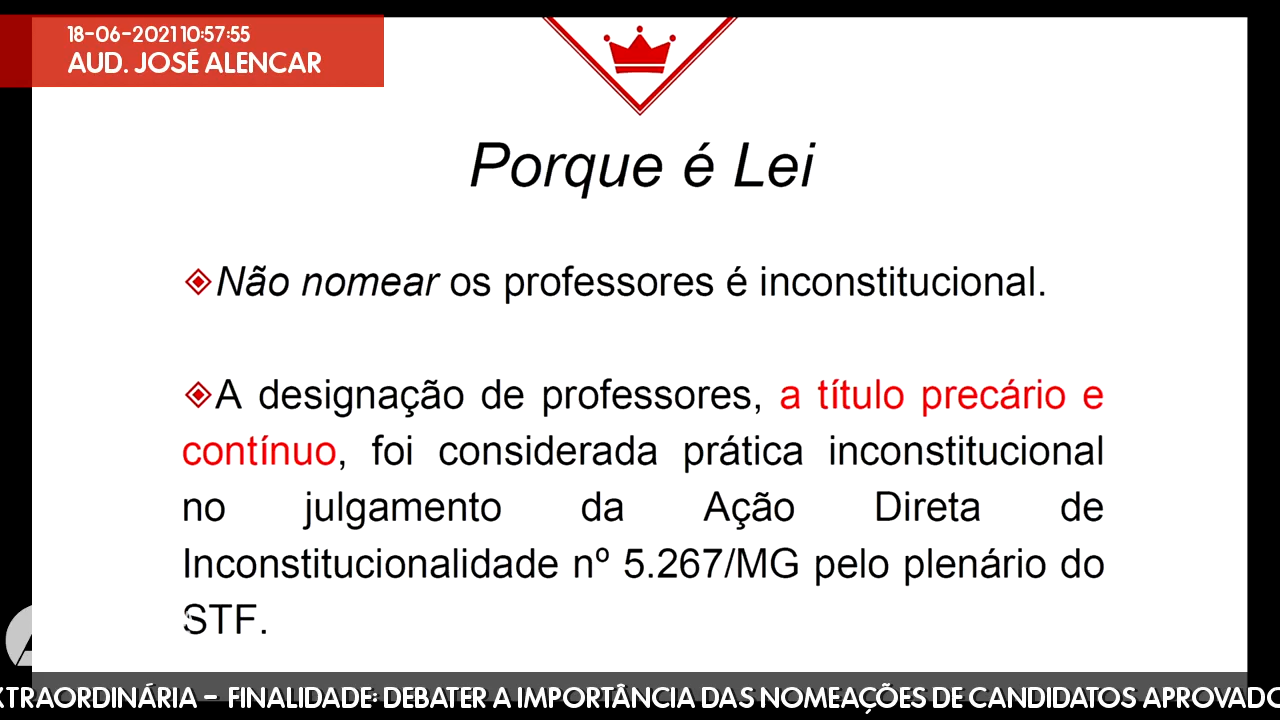 18-06-2021 10:57:55
AUD. JOSÉ ALENCAR
Porque é Lei
Não nomear os professores é inconstitucional.
A designação de professores, a título precário e
contínuo, foi considerada prática inconstitucional
no julgamento da Ação Direta de
Inconstitucionalidade nº 5.267/MG pelo plenário do
STF.
XTRAORDINÁRIA - FINALIDADE: DEBATER A IMPORTÂNCIA DAS NOMEAÇÕES DE CANDIDATOS APROVADO